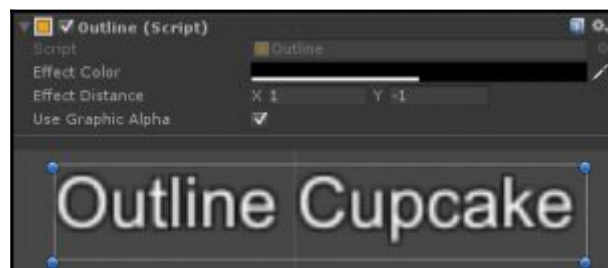 Outline (Script)
Script Outline
Effect Color
Effect Distance X 1 Y -1
Use Graphic Alpha
Outline Cupcake